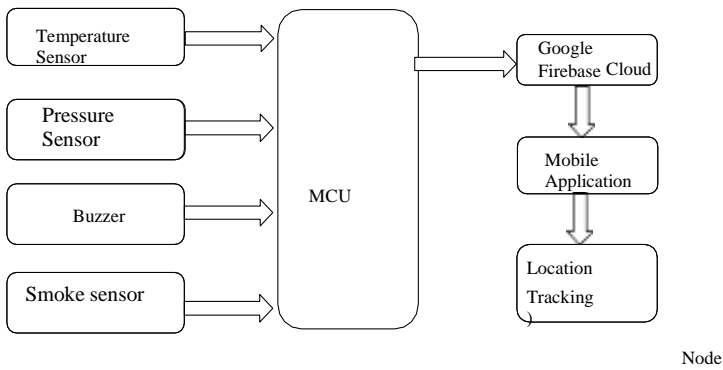 Temperature
Sensor
Pressure
Sensor
Buzzer
Smoke sensor
MCU
Google
Firebase Cloud
Mobile
Application
Location
Tracking
)
Node